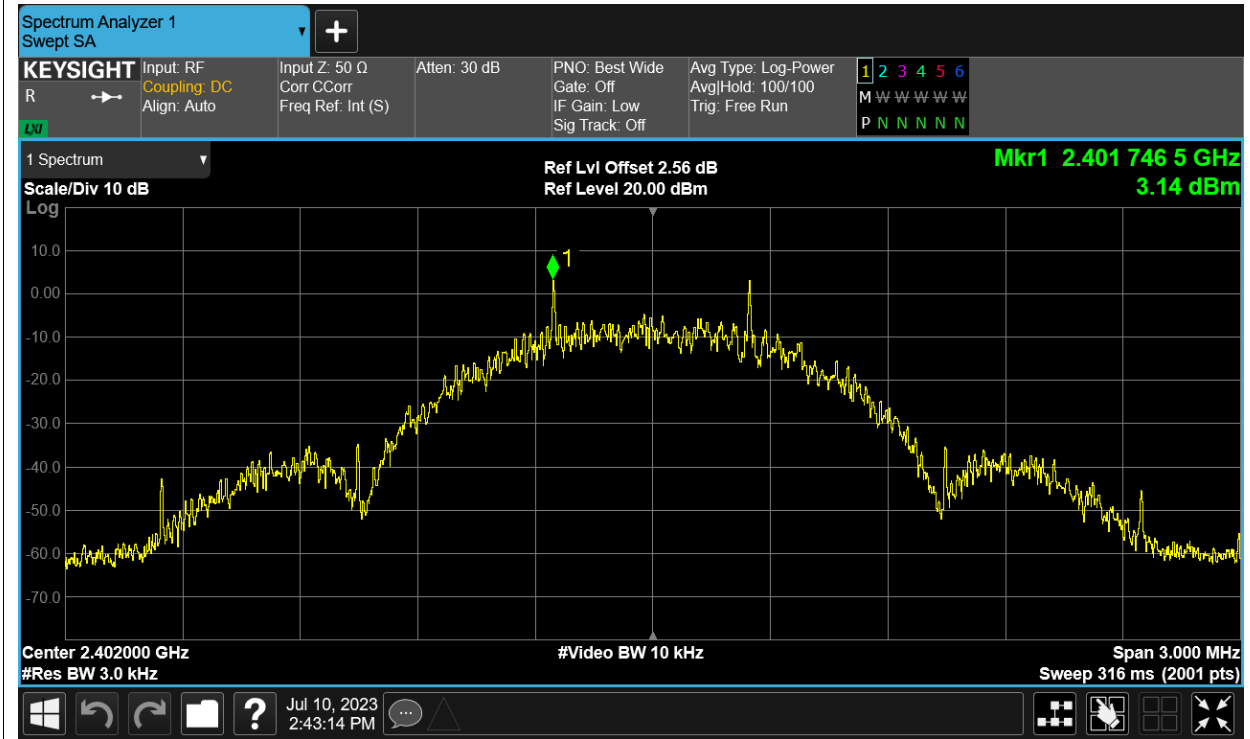 Spectrum Analyzer 1
Swept SA
+
KEYSIGHT Input: RF Input Z: 50 Ω Atten: 30 dB PNO: Best Wide Avg Type: Log-Power 1 2 3 4 5 6
R Coupling: DC Corr CCorr Gate: Off Avg|Hold: 100/100 M W W W W W
Align: Auto Freq Ref: Int (S) IF Gain: Low Trig: Free Run
LXI Sig Track: Off P N N N N N
1 Spectrum
Ref Lvl Offset 2.56 dB Mkr1 2.401 746 5 GHz
Scale/Div 10 dB Ref Level 20.00 dBm 3.14 dBm
Log
1
10.0
0.00
-10.0
-20.0
-30.0
-40.0
-50.0
-60.0
-70.0
Center 2.402000 GHz #Video BW 10 kHz Span 3.000 MHz
#Res BW 3.0 kHz Sweep 316 ms (2001 pts)
? Jul 10, 2023
2:43:14 PM